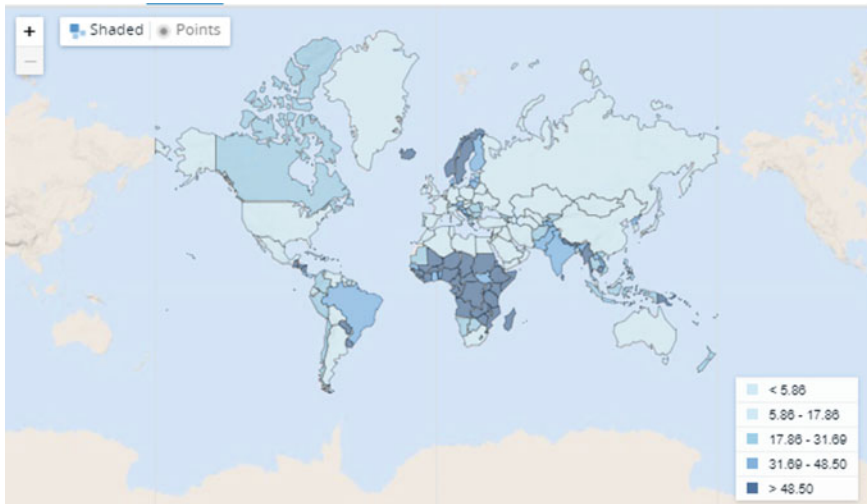 +
Shaded
Points
−
< 5.86
5.86 - 17.86
17.86 - 31.69
31.69 - 48.50
> 48.50